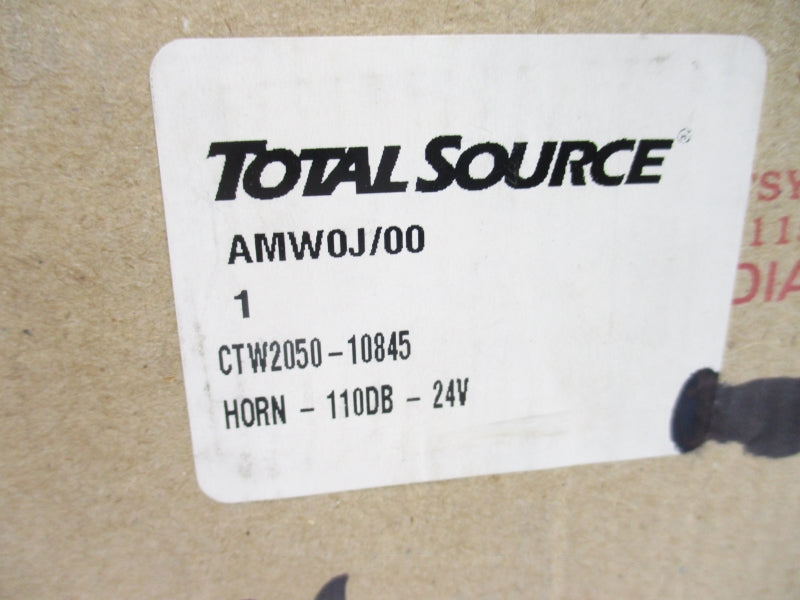 TOTAL SOURCE®
AMW0J/00
1
CTW2050-10845
HORN - 110DB - 24V